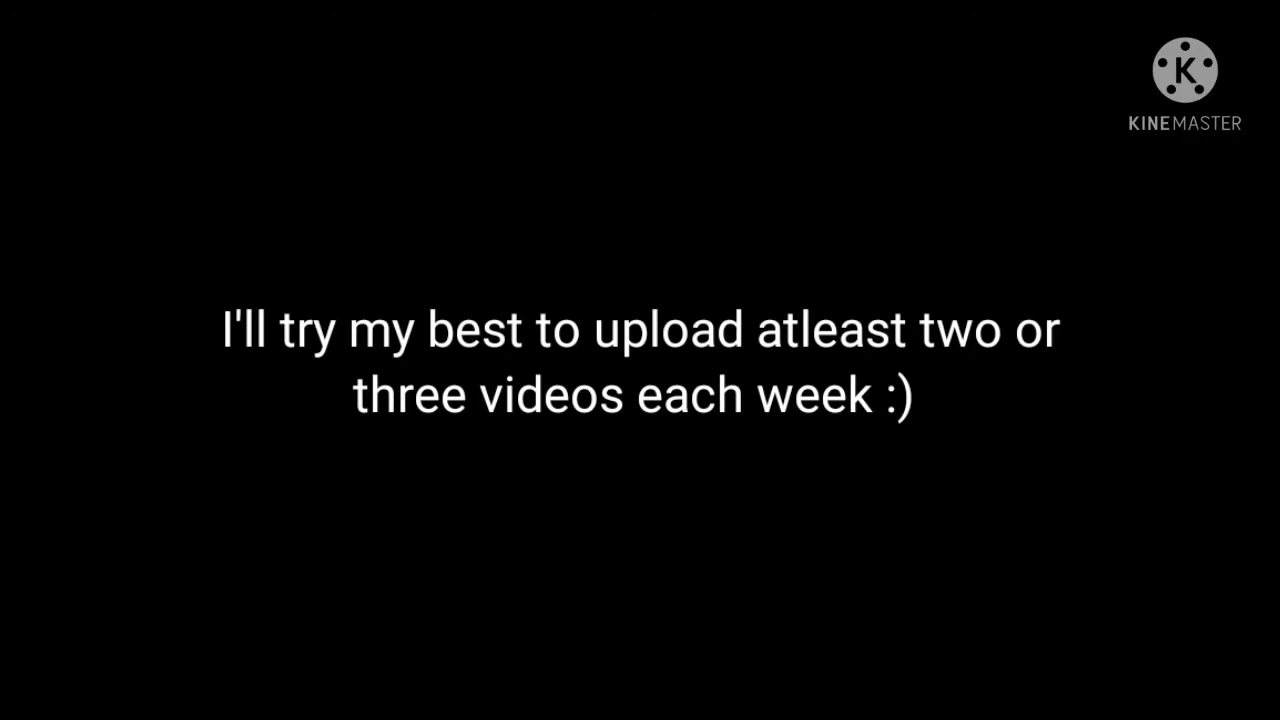 K
KINEMASTER
I'll try my best to upload atleast two or
three videos each week :)